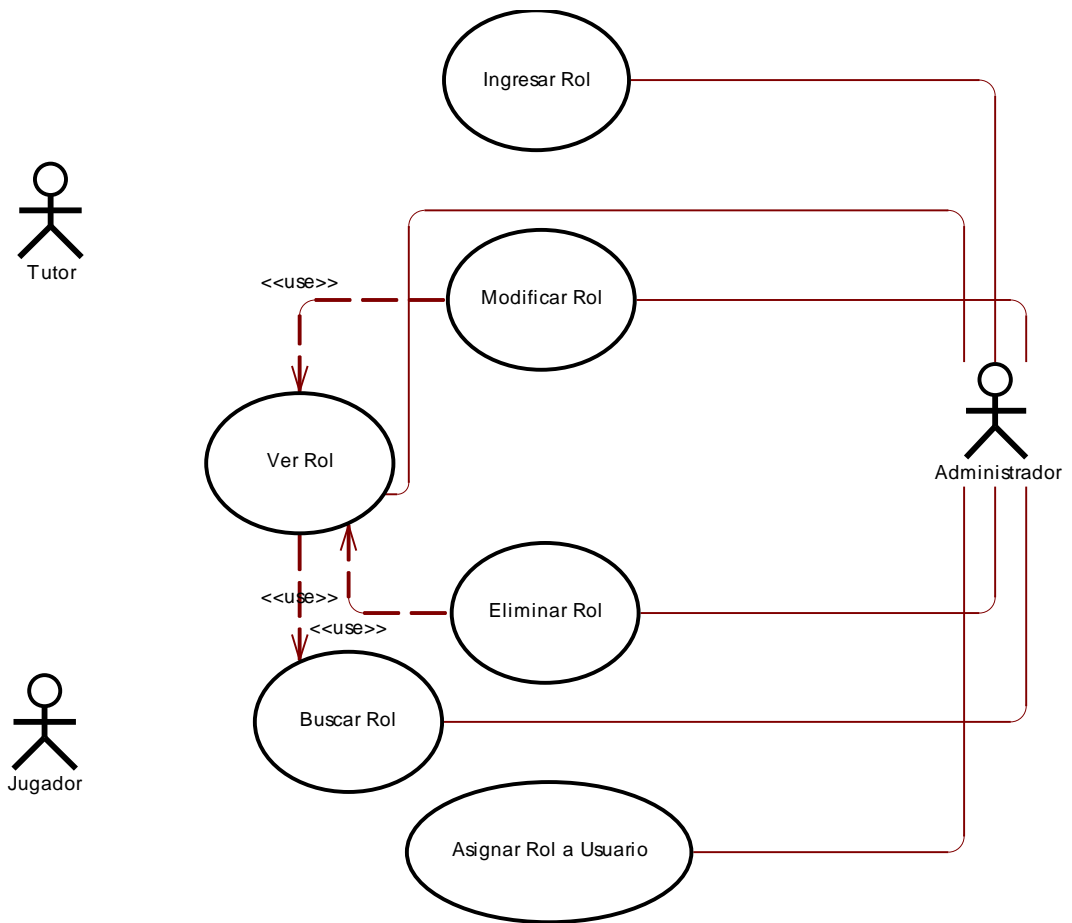 Ingresar Rol
Tutor
<<use>>
Modificar Rol
Ver Rol
Administrador
<<use>>
Eliminar Rol
<<use>>
Buscar Rol
Jugador
Asignar Rol a Usuario